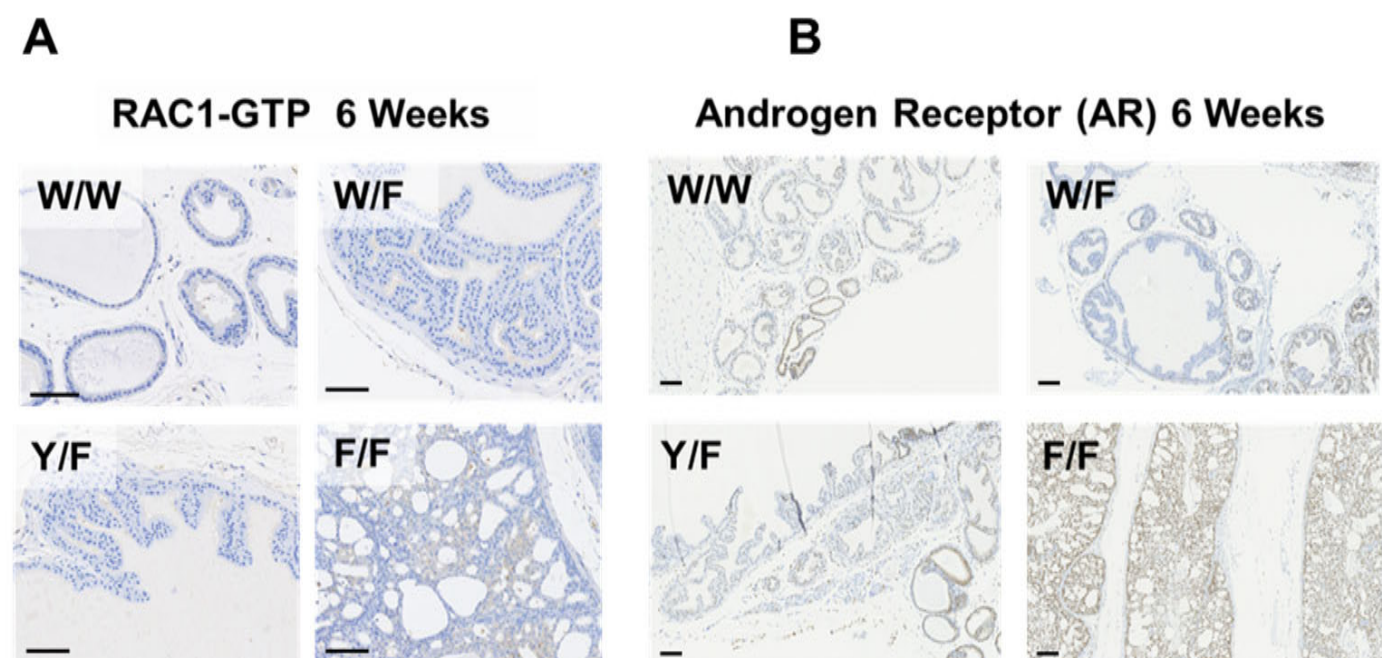 A
B
RAC1-GTP 6 Weeks
Androgen Receptor (AR) 6 Weeks
W/W
W/F
W/W
W/F
Y/F
F/F
Y/F
F/F